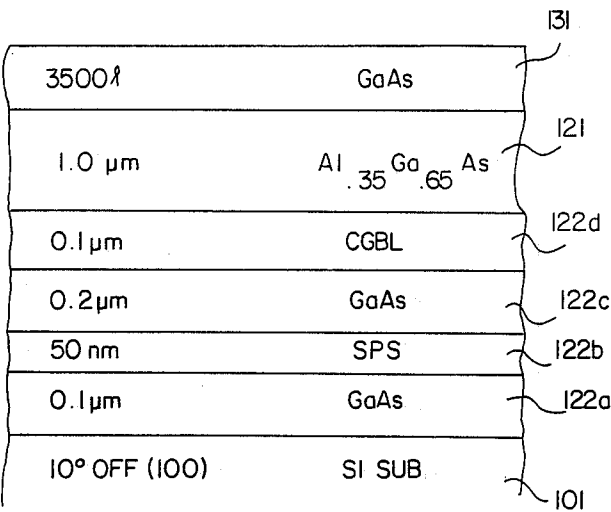 131
3500ℓ GaAs
121
1.0 µm Al.35Ga.65As
122d
0.1µm CGBL
0.2µm GaAs 122c
50 nm SPS 122b
0.1µm GaAs 122a
10° OFF (100) SI SUB
101